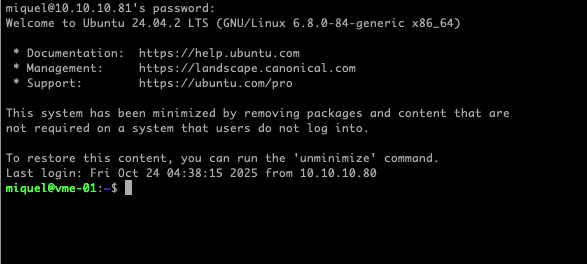 miquel@10.10.10.81's password:
Welcome to Ubuntu 24.04.2 LTS (GNU/Linux 6.8.0-84-generic x86_64)
* Documentation: https://help.ubuntu.com
* Management: https://landscape.canonical.com
* Support: https://ubuntu.com/pro
This system has been minimized by removing packages and content that are
not required on a system that users do not log into.
To restore this content, you can run the 'unminimize' command.
Last login: Fri Oct 24 04:38:15 2025 from 10.10.10.80
miquel@vme-01:~$